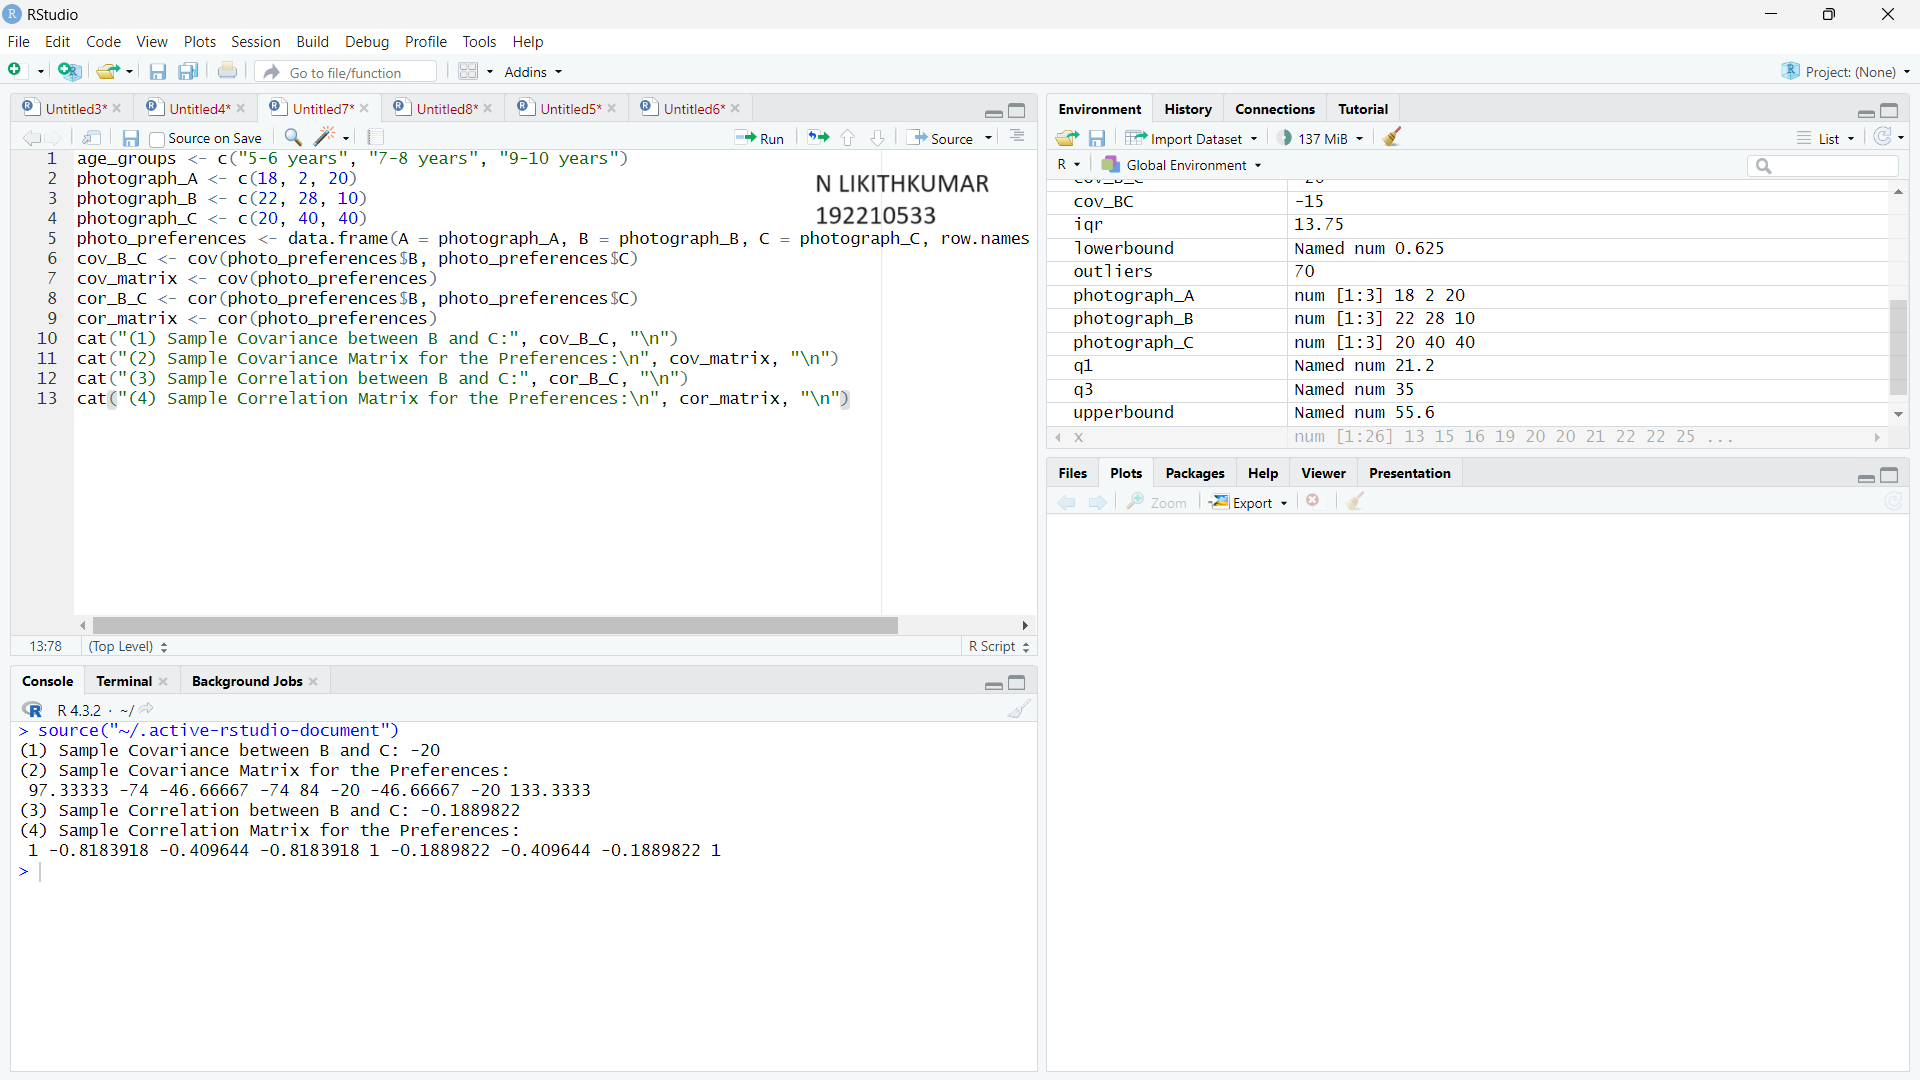 RStudio
File Edit Code View Plots Session Build Debug Profile Tools Help
Go to file/function Addins Project: (None)
Untitled3* Untitled4* Untitled7* Untitled8* Untitled5* Untitled6*
Source on Save Run Source
1 age_groups <- c("5-6 years", "7-8 years", "9-10 years")
2 photograph_A <- c(18, 2, 20)
3 photograph_B <- c(22, 28, 10)
4 photograph_C <- c(20, 40, 40)
5 photo_preferences <- data.frame(A = photograph_A, B = photograph_B, C = photograph_C, row.names
6 cov_B_C <- cov(photo_preferences$B, photo_preferences$C)
7 cov_matrix <- cov(photo_preferences)
8 cor_B_C <- cor(photo_preferences$B, photo_preferences$C)
9 cor_matrix <- cor(photo_preferences)
10 cat("(1) Sample Covariance between B and C:", cov_B_C, "\n")
11 cat("(2) Sample Covariance Matrix for the Preferences:\n", cov_matrix, "\n")
12 cat("(3) Sample Correlation between B and C:", cor_B_C, "\n")
13 cat("(4) Sample Correlation Matrix for the Preferences:\n", cor_matrix, "\n")
N LIKITHKUMAR
192210533
13:78 (Top Level) R Script
Console Terminal Background Jobs
R 4.3.2 · ~/
> source("~/.active-rstudio-document")
(1) Sample Covariance between B and C: -20
(2) Sample Covariance Matrix for the Preferences:
97.33333 -74 -46.66667 -74 84 -20 -46.66667 -20 133.3333
(3) Sample Correlation between B and C: -0.1889822
(4) Sample Correlation Matrix for the Preferences:
1 -0.8183918 -0.409644 -0.8183918 1 -0.1889822 -0.409644 -0.1889822 1
>
Environment History Connections Tutorial
Import Dataset 137 MiB List
R Global Environment
cov_B_C -20
cov_BC -15
iqr 13.75
lowerbound Named num 0.625
outliers 70
photograph_A num [1:3] 18 2 20
photograph_B num [1:3] 22 28 10
photograph_C num [1:3] 20 40 40
q1 Named num 21.2
q3 Named num 35
upperbound Named num 55.6
x num [1:26] 13 15 16 19 20 20 21 22 22 25 ...
Files Plots Packages Help Viewer Presentation
Zoom Export